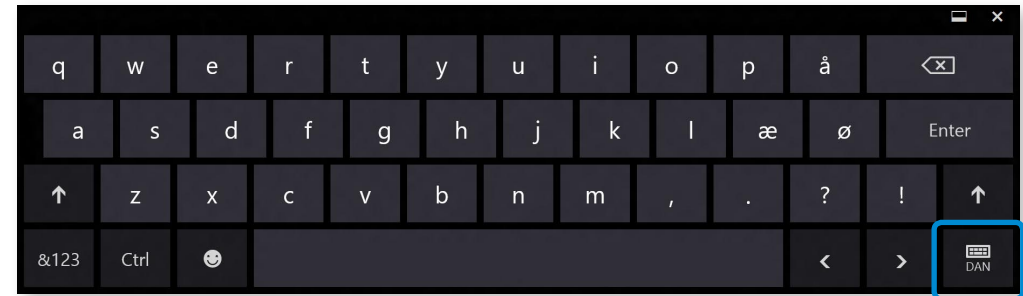 q w e r t y u i o p å
a s d f g h j k l æ ø Enter
z x c v b n m , . ? !
&123 Ctrl < > DAN